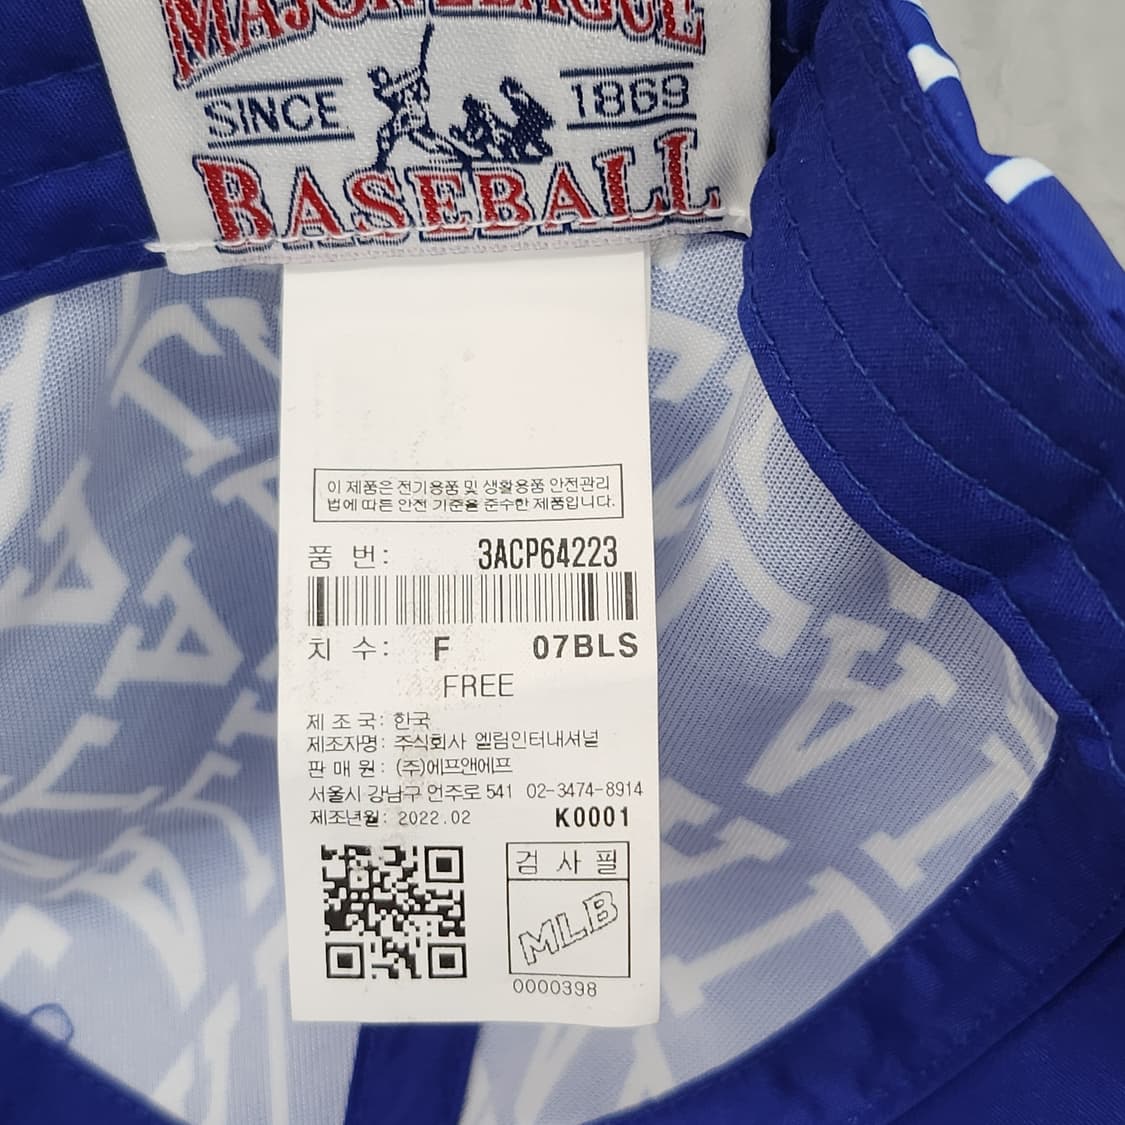 MAJOR LEAGUE
SINCE 1869
BASEBALL
이 제품은 전기용품 및 생활용품 안전관리
법에 따른 안전 기준을 준수한 제품입니다.
품 번: 3ACP64223
치 수: F 07BLS
FREE
제 조 국: 한국
제조자명: 주식회사 엘림인터내셔널
판 매 원: (주)에프앤에프
서울시 강남구 언주로 541 02-3474-8914
제조년월: 2022.02 K0001
검 사 필
MLB
0000398